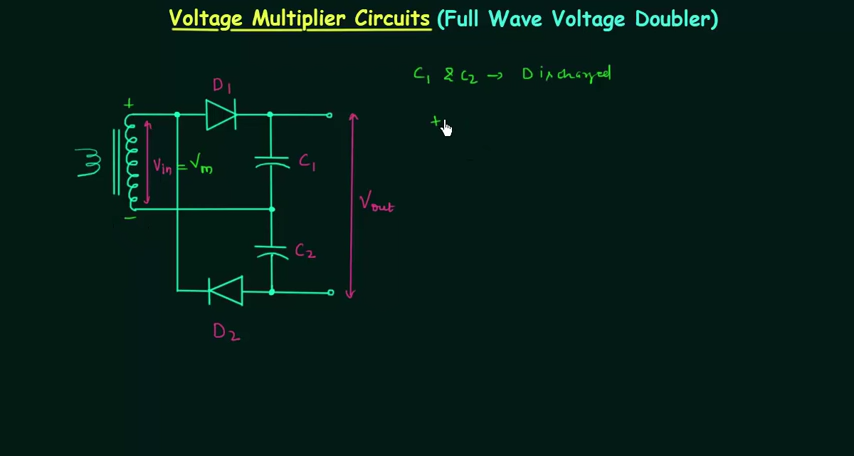 Voltage Multiplier Circuits (Full Wave Voltage Doubler)
C1 & C2 → Discharged
+
D1
+
Vin = Vm
C1
Vout
-
C2
D2